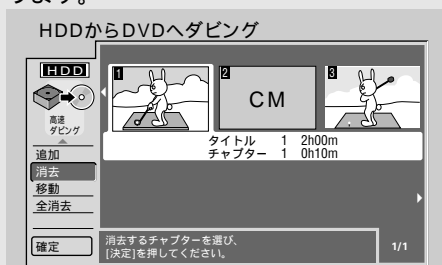 ります。
HDDからDVDへダビング
HDD
高速
ダビング
追加
消去
移動
全消去
確定
1
2
CM
3
タイトル 1 2h00m
チャプター 1 0h10m
消去するチャプターを選び、
[決定]を押してください。
1/1